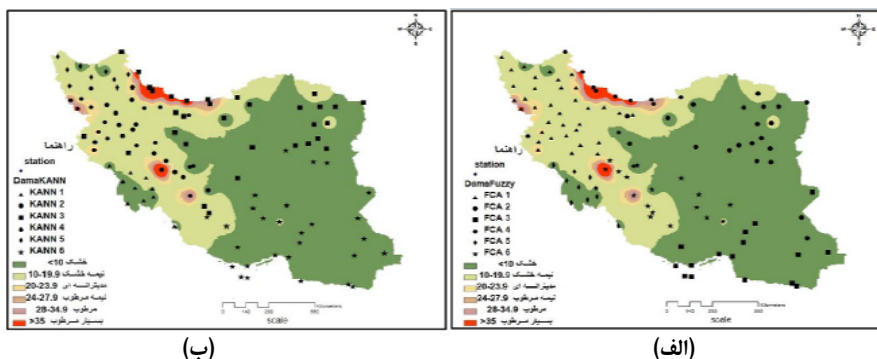 راهنما
station
DamaKANN
KANN 1
KANN 2
KANN 3
KANN 4
KANN 5
KANN 6
خشک <10
نیمه خشک 10-19.9
مدیترانه ای 20-23.9
نیمه مرطوب 24-27.9
مرطوب 28-34.9
بسیار مرطوب >35
scale
(ب)
راهنما
station
DamaFuzzy
FCA 1
FCA 2
FCA 3
FCA 4
FCA 5
FCA 6
خشک <10
نیمه خشک 10-19.9
مدیترانه ای 20-23.9
نیمه مرطوب 24-27.9
مرطوب 28-34.9
بسیار مرطوب >35
scale
(الف)